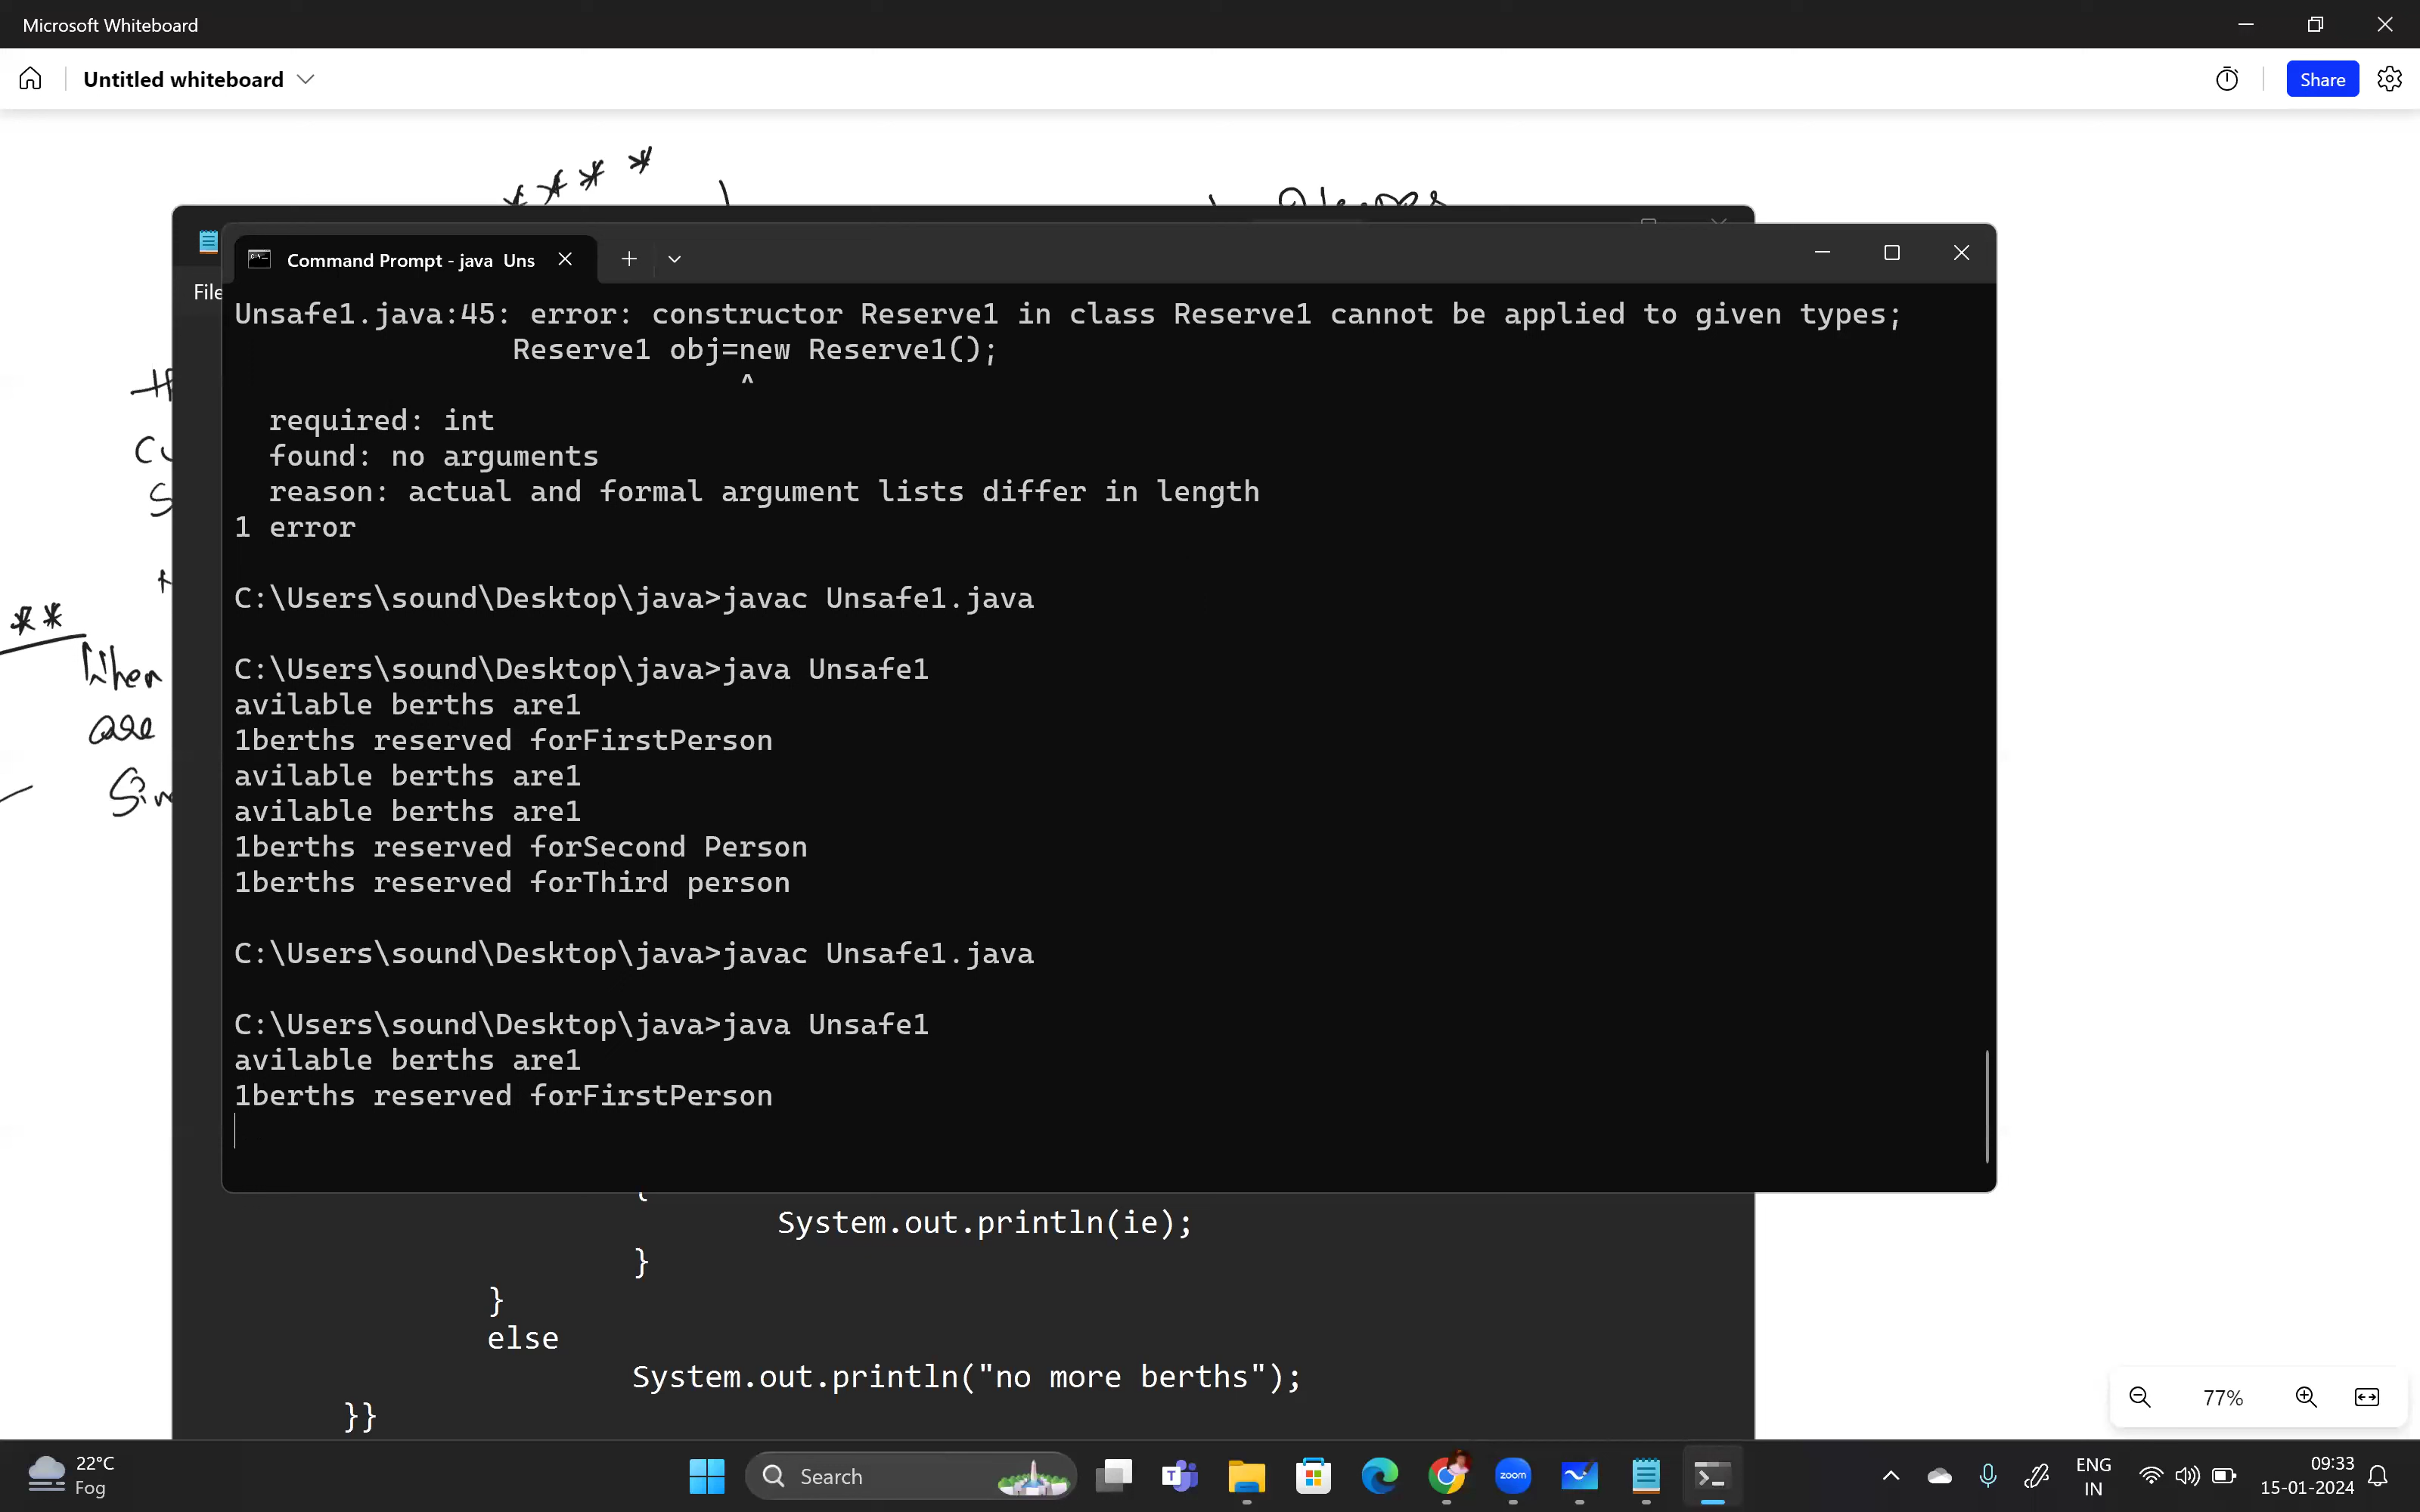 Microsoft Whiteboard
Untitled whiteboard
Share
* * * *
Command Prompt - java Uns
File
Unsafe1.java:45: error: constructor Reserve1 in class Reserve1 cannot be applied to given types;
Reserve1 obj=new Reserve1();
^
required: int
found: no arguments
reason: actual and formal argument lists differ in length
1 error
C:\Users\sound\Desktop\java>javac Unsafe1.java
C:\Users\sound\Desktop\java>java Unsafe1
avilable berths are1
1berths reserved forFirstPerson
avilable berths are1
avilable berths are1
1berths reserved forSecond Person
1berths reserved forThird person
C:\Users\sound\Desktop\java>javac Unsafe1.java
C:\Users\sound\Desktop\java>java Unsafe1
avilable berths are1
1berths reserved forFirstPerson
**
When
are
System.out.println(ie);
}
}
else
System.out.println("no more berths");
}}
77%
22°C
Fog
Search
zoom
ENG
IN
09:33
15-01-2024